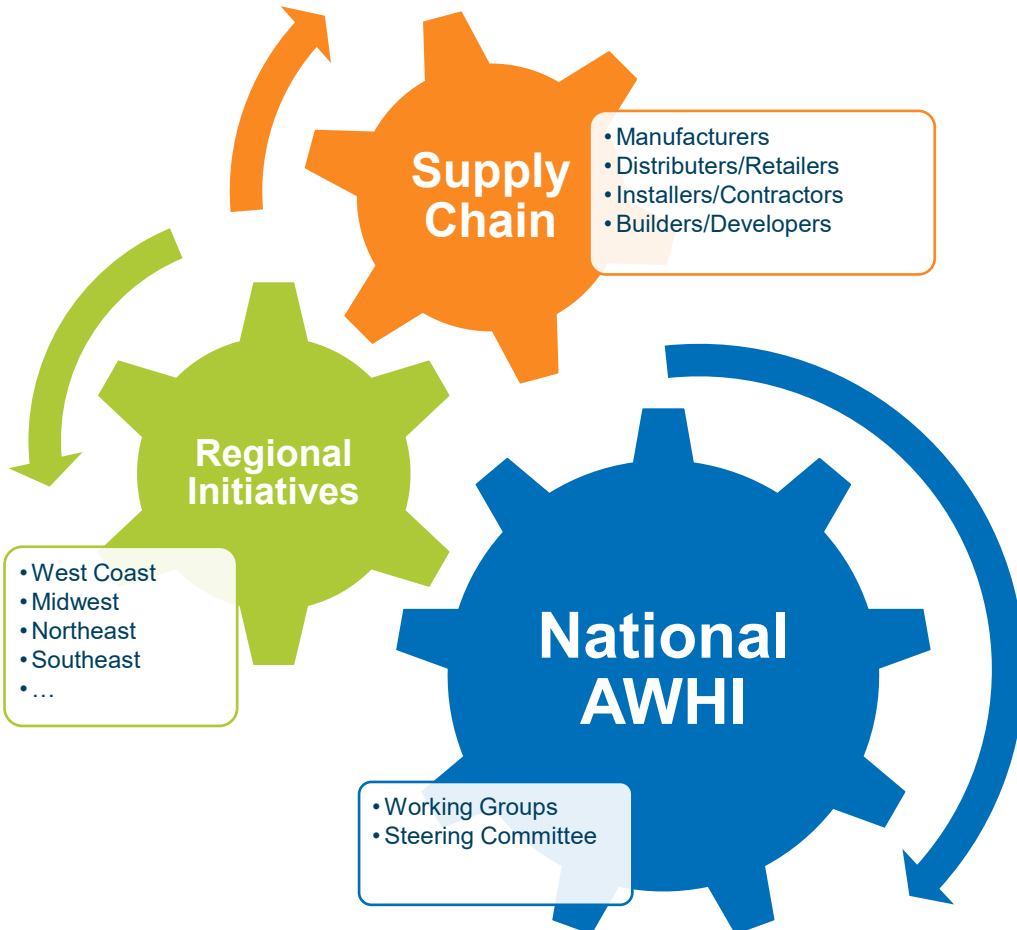 Supply
Chain
• Manufacturers
• Distributers/Retailers
• Installers/Contractors
• Builders/Developers
Regional
Initiatives
• West Coast
• Midwest
• Northeast
• Southeast
• …
National
AWHI
• Working Groups
• Steering Committee